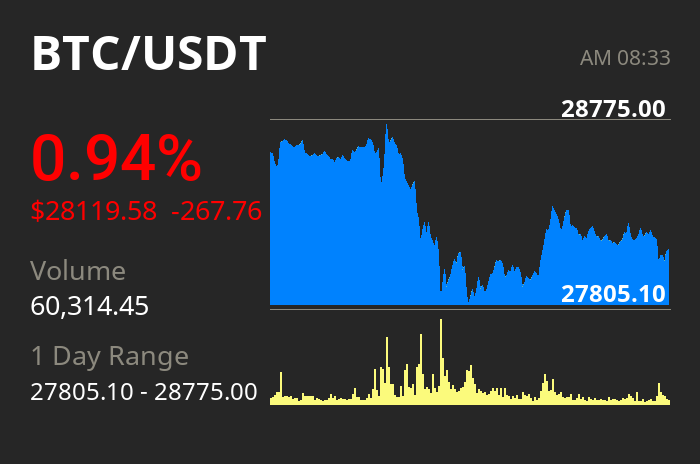 BTC/USDT
AM 08:33
28775.00
0.94%
$28119.58 -267.76
Volume
60,314.45
27805.10
1 Day Range
27805.10 - 28775.00